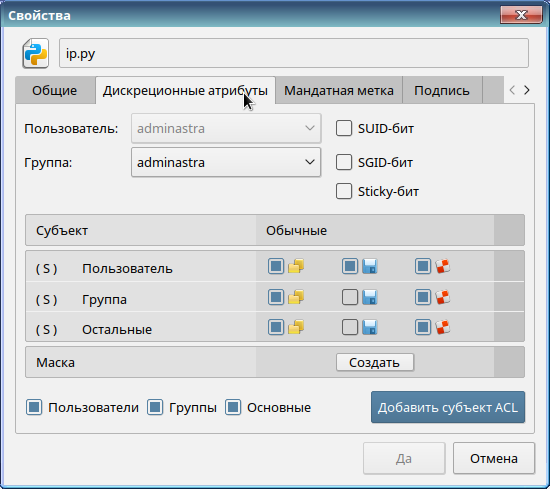 Свойства
ip.py
Общие Дискреционные атрибуты Мандатная метка Подпись
Пользователь: adminastra SUID-бит
Группа: adminastra SGID-бит
Sticky-бит
Субъект Обычные
( S ) Пользователь
( S ) Группа
( S ) Остальные
Маска Создать
Пользователи Группы Основные Добавить субъект ACL
Да Отмена